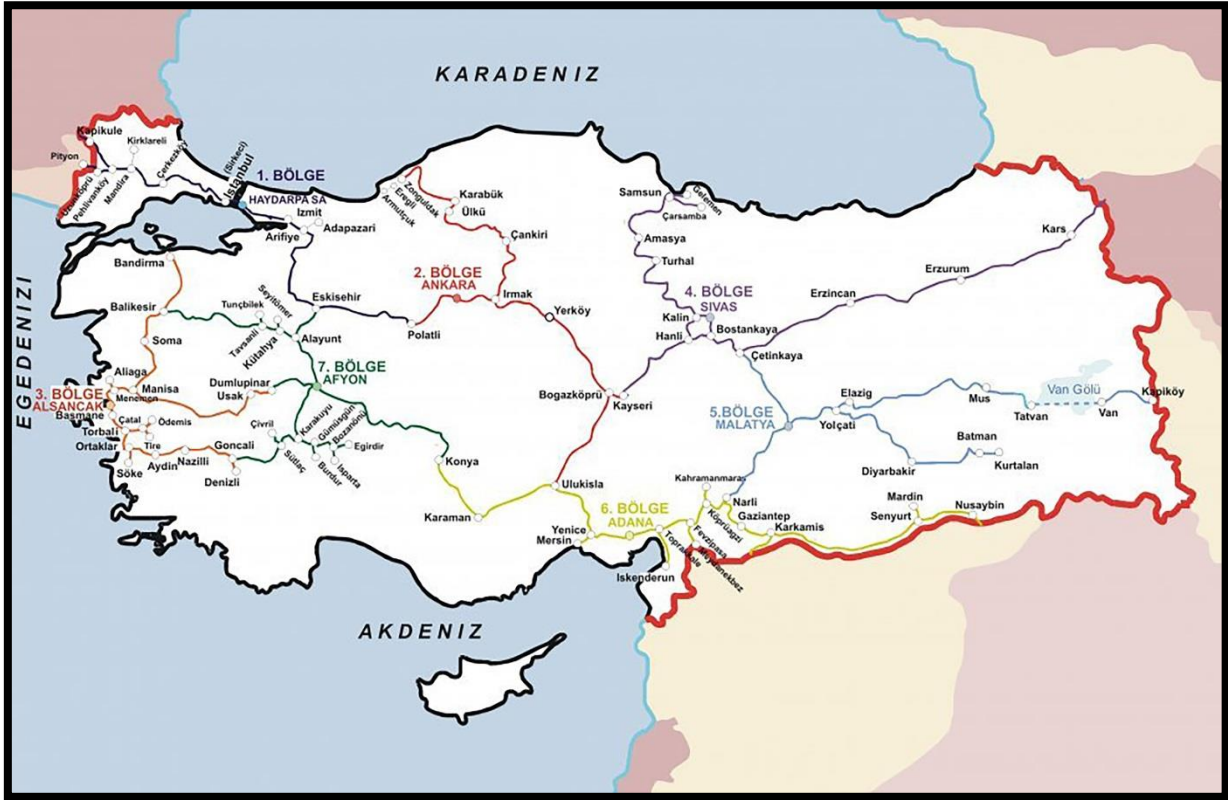 KARADENIZ
Kapikule
Kirklareli
Pityon
Uzunköprü
Pehlivanköy
Mandira
Çerkezköy
(Sirkeci)
Istanbul
1. BÖLGE
HAYDARPA SA
Izmit
Adapazari
Arifiye
Zonguldak
Eregli
Armutçuk
Karabük
Ülkü
Çankiri
Samsun
Gelemen
Çarsamba
Amasya
Turhal
Kars
Erzurum
Erzincan
EGEDENIZI
Bandirma
Balikesir
Tunçbilek
Seyitömer
Eskisehir
2. BÖLGE
ANKARA
Irmak
Yerköy
Polatli
4. BÖLGE
SIVAS
Kalin
Hanli
Bostankaya
Çetinkaya
Soma
Tavsanli
Kütahya
Alayunt
7. BÖLGE
AFYON
Aliaga
Manisa
Menemen
3. BÖLGE
ALSANCAK
Basmane
Dumlupinar
Usak
Bogazköprü
Kayseri
5.BÖLGE
MALATYA
Elazig
Yolçati
Mus
Tatvan
Van Gölü
Van
Kapiköy
Torbali
Çatal
Ödemis
Tire
Ortaklar
Söke
Aydin
Nazilli
Goncali
Denizli
Çivril
Sütlaç
Karakuyu
Gümüsgün
Bozanönü
Egirdir
Burdur
Isparta
Konya
Karaman
Ulukisla
Diyarbakir
Batman
Kurtalan
Kahramanmaras
Narli
Köprüagzi
Gaziantep
Karkamis
Mardin
Senyurt
Nusaybin
6. BÖLGE
ADANA
Yenice
Mersin
Toprakkale
Fevzipasa
Meydanekbez
Iskenderun
AKDENIZ